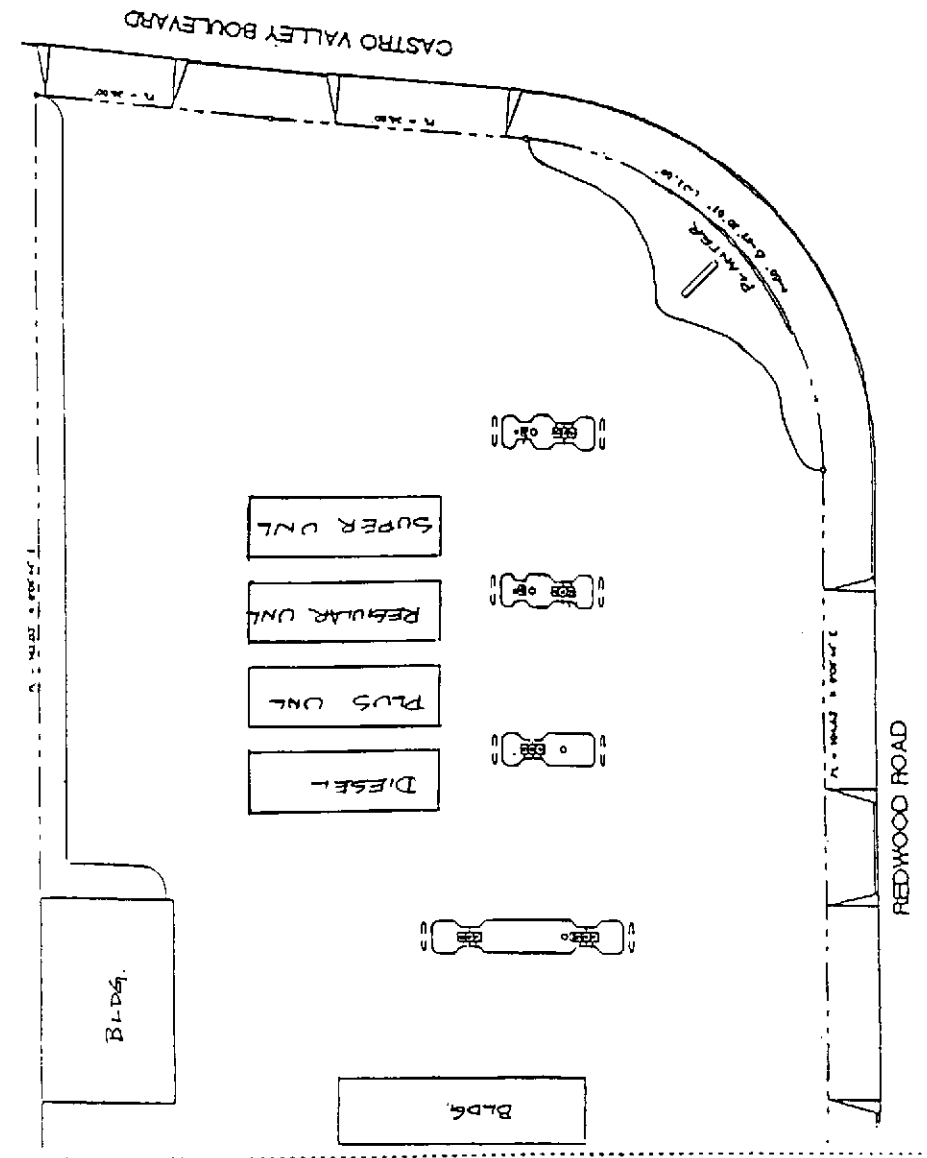 CASTRO VALLEY BOULEVARD
PLANTER
SUPER UNL
REGULAR UNL
PLUS UNL
DIESEL
REDWOOD ROAD
BLDG.
BLDG.